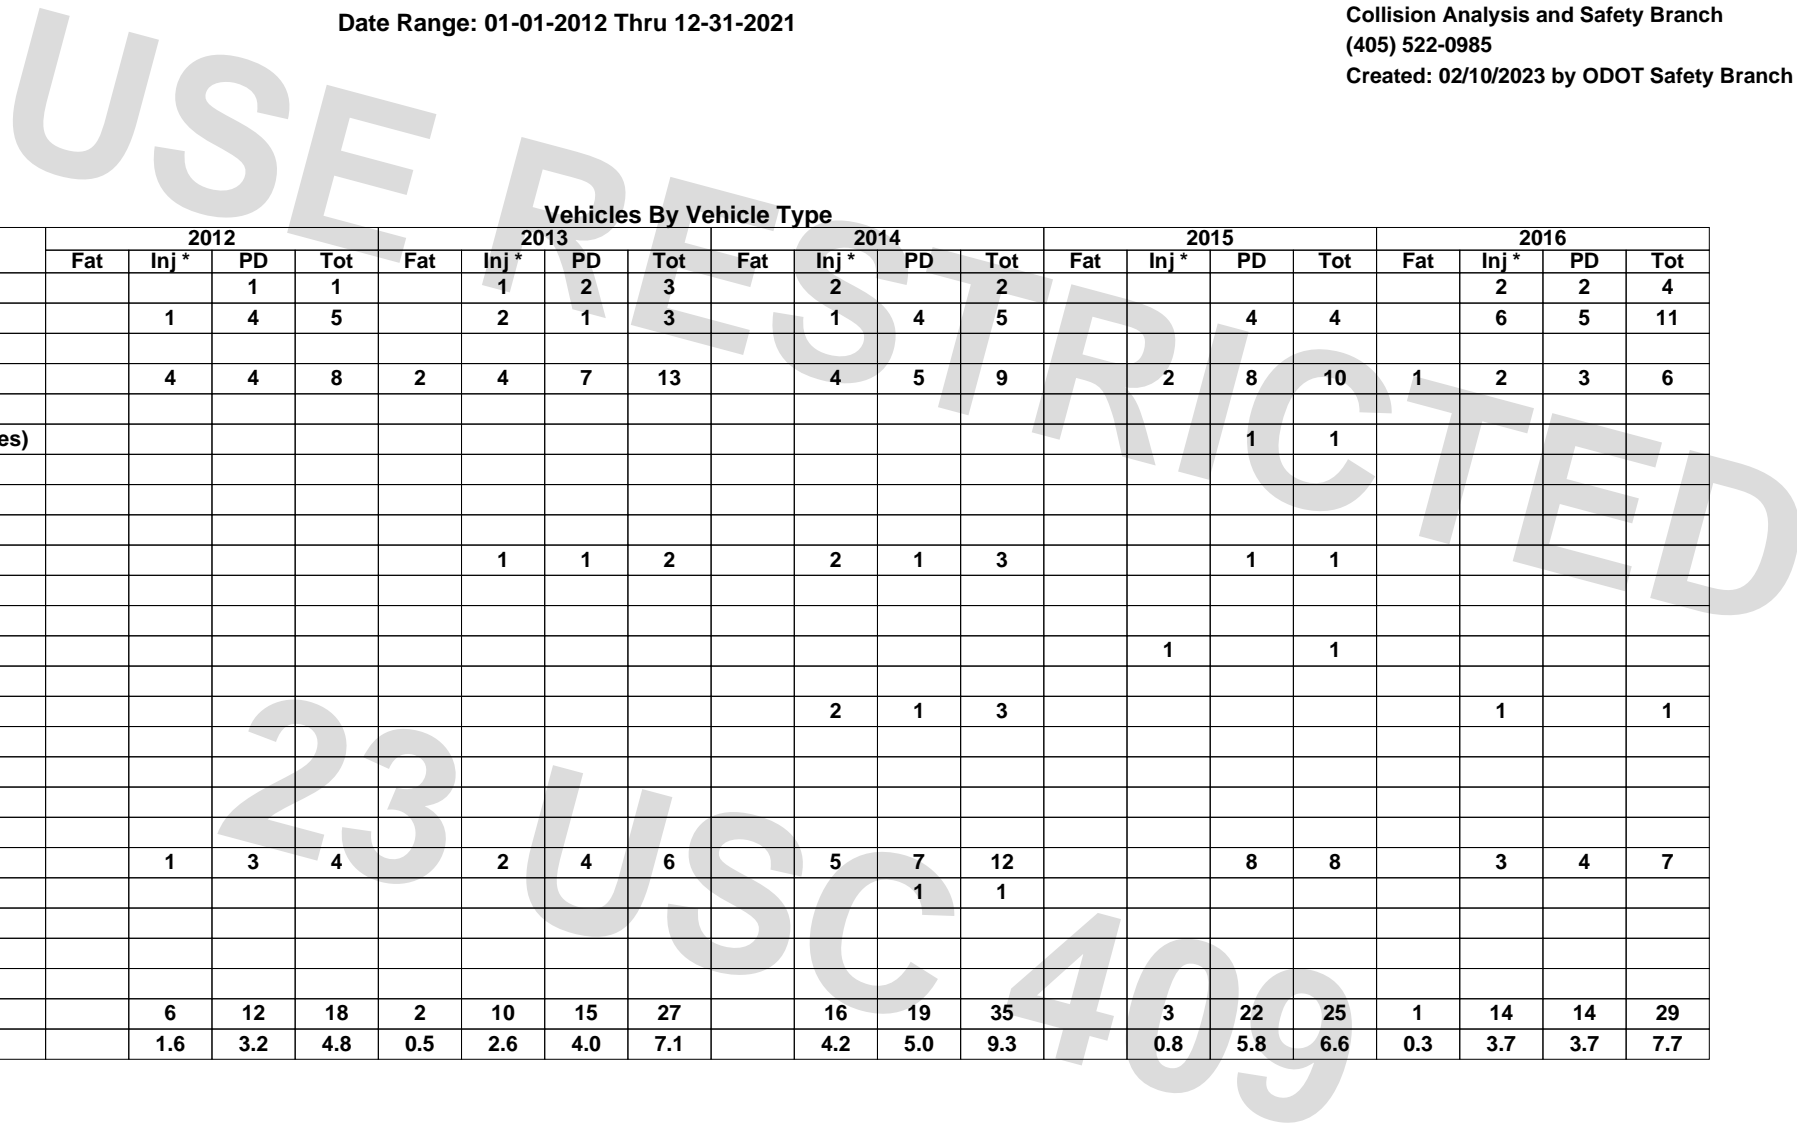 Date Range: 01-01-2012 Thru 12-31-2021
Collision Analysis and Safety Branch
(405) 522-0985
Created: 02/10/2023 by ODOT Safety Branch
USE RESTRICTED
Vehicles By Vehicle Type
2012 2013 2014 2015 2016
Fat Inj * PD Tot Fat Inj * PD Tot Fat Inj * PD Tot Fat Inj * PD Tot Fat Inj * PD Tot
1 1 1 2 3 2 2 2 2 4
1 4 5 2 1 3 1 4 5 4 4 6 5 11
4 4 8 2 4 7 13 4 5 9 2 8 10 1 2 3 6
es) 1 1
1 1 2 2 1 3 1 1
1 1
2 1 3 1 1
1 3 4 2 4 6 5 7 12 8 8 3 4 7
1 1
6 12 18 2 10 15 27 16 19 35 3 22 25 1 14 14 29
1.6 3.2 4.8 0.5 2.6 4.0 7.1 4.2 5.0 9.3 0.8 5.8 6.6 0.3 3.7 3.7 7.7
23 USC 409